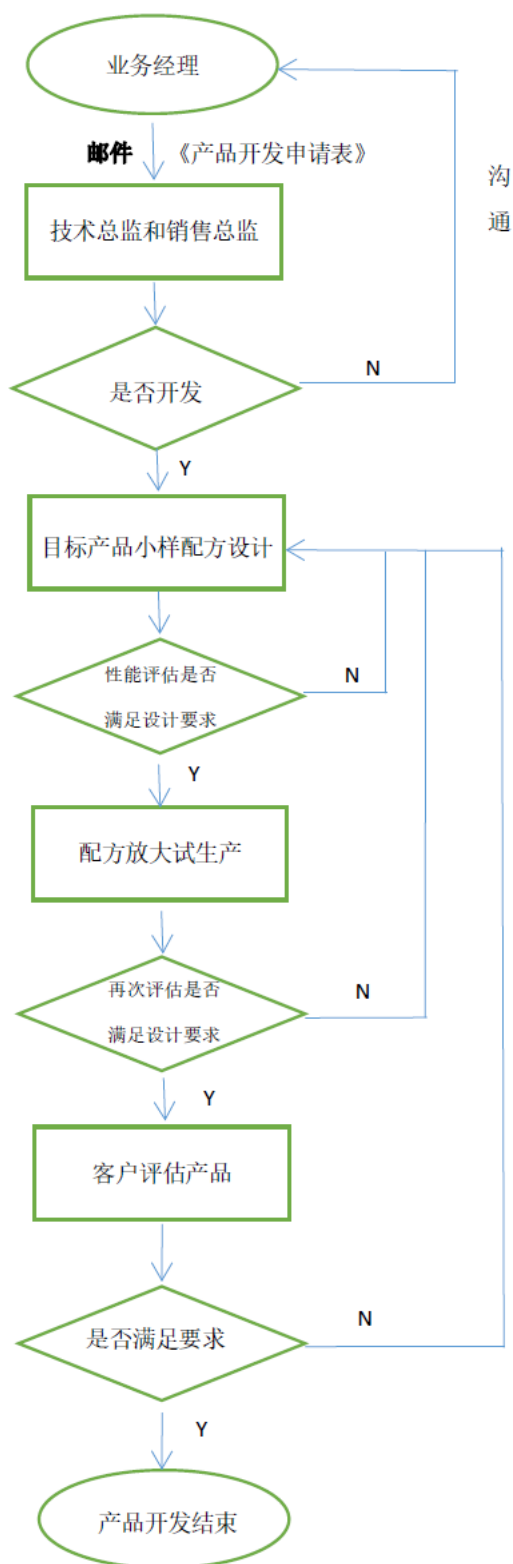 业务经理
邮件 《产品开发申请表》
沟
通
技术总监和销售总监
是否开发
N
Y
目标产品小样配方设计
性能评估是否
满足设计要求
N
Y
配方放大试生产
再次评估是否
满足设计要求
N
Y
客户评估产品
是否满足要求
N
Y
产品开发结束